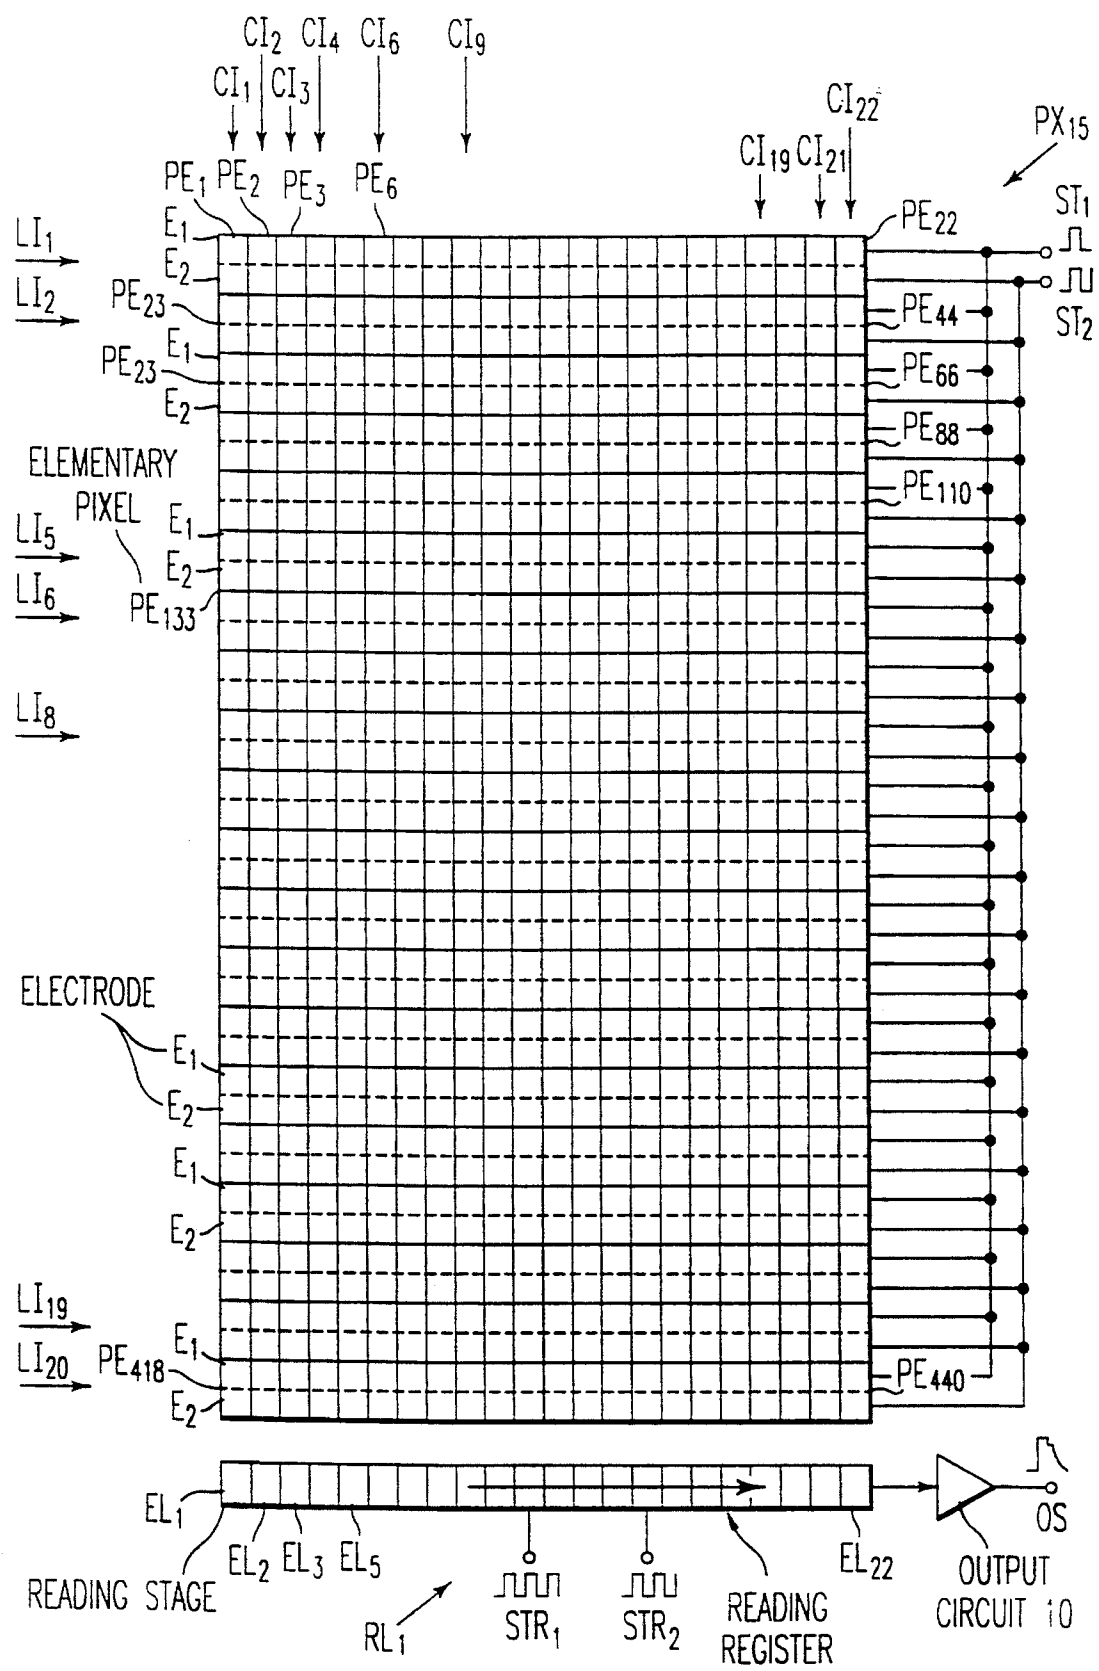 CI2 CI4 CI6 CI9
CI1 CI3
CI22
CI19 CI21
PX15
PE1 PE2 PE3 PE6
ST1
E1
PE22
LI1
E2
LI2
PE23
PE44
ST2
E1
PE23
PE66
E2
PE88
ELEMENTARY
PIXEL
PE110
E1
LI5
E2
LI6
PE133
LI8
ELECTRODE
E1
E2
E1
E2
LI19
E1
LI20
PE418
PE440
E2
EL1
OS
EL2 EL3 EL5
EL22
READING STAGE
RL1
STR1
STR2
READING
REGISTER
OUTPUT
CIRCUIT i0